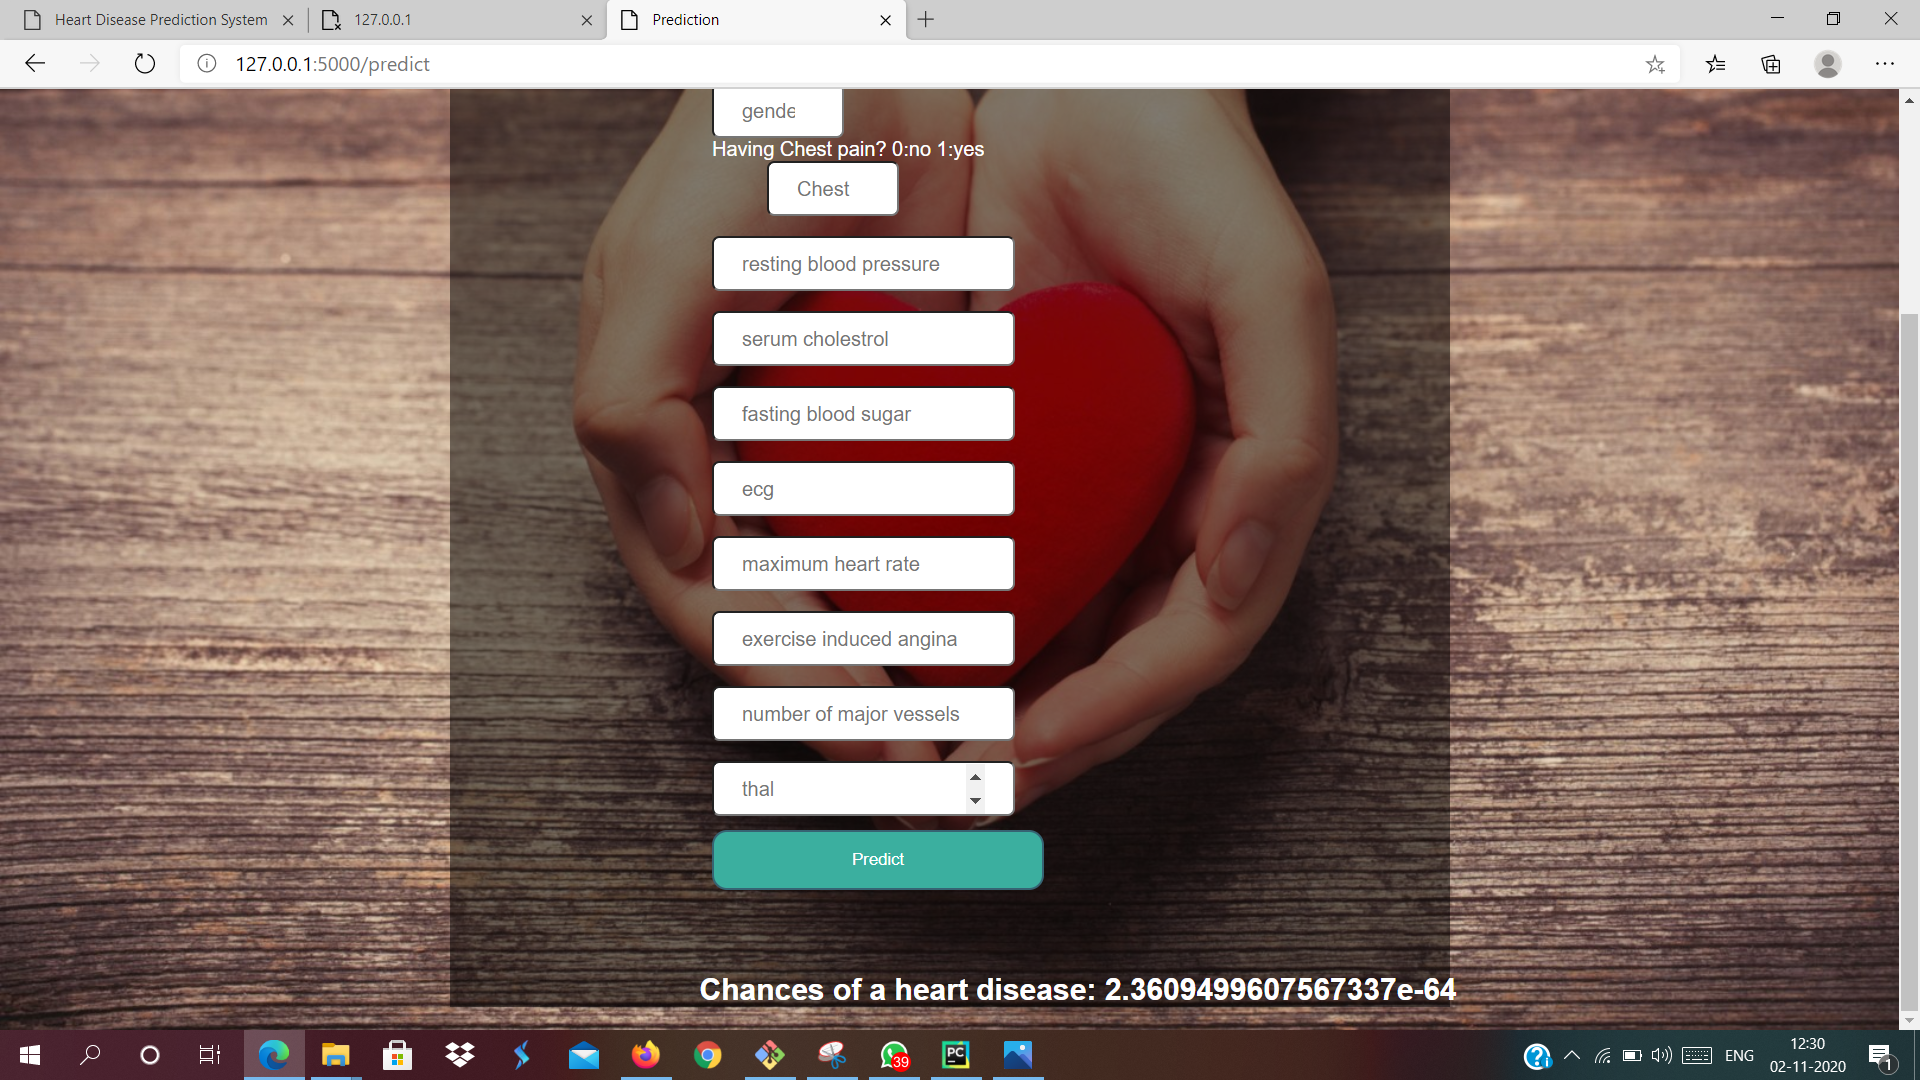 Heart Disease Prediction System
127.0.0.1
Prediction
127.0.0.1:5000/predict
gende
Having Chest pain? 0:no 1:yes
Chest
resting blood pressure
serum cholestrol
fasting blood sugar
ecg
maximum heart rate
exercise induced angina
number of major vessels
thal
Predict
Chances of a heart disease: 2.3609499607567337e-64
39
PC
ENG
12:30
02-11-2020
1